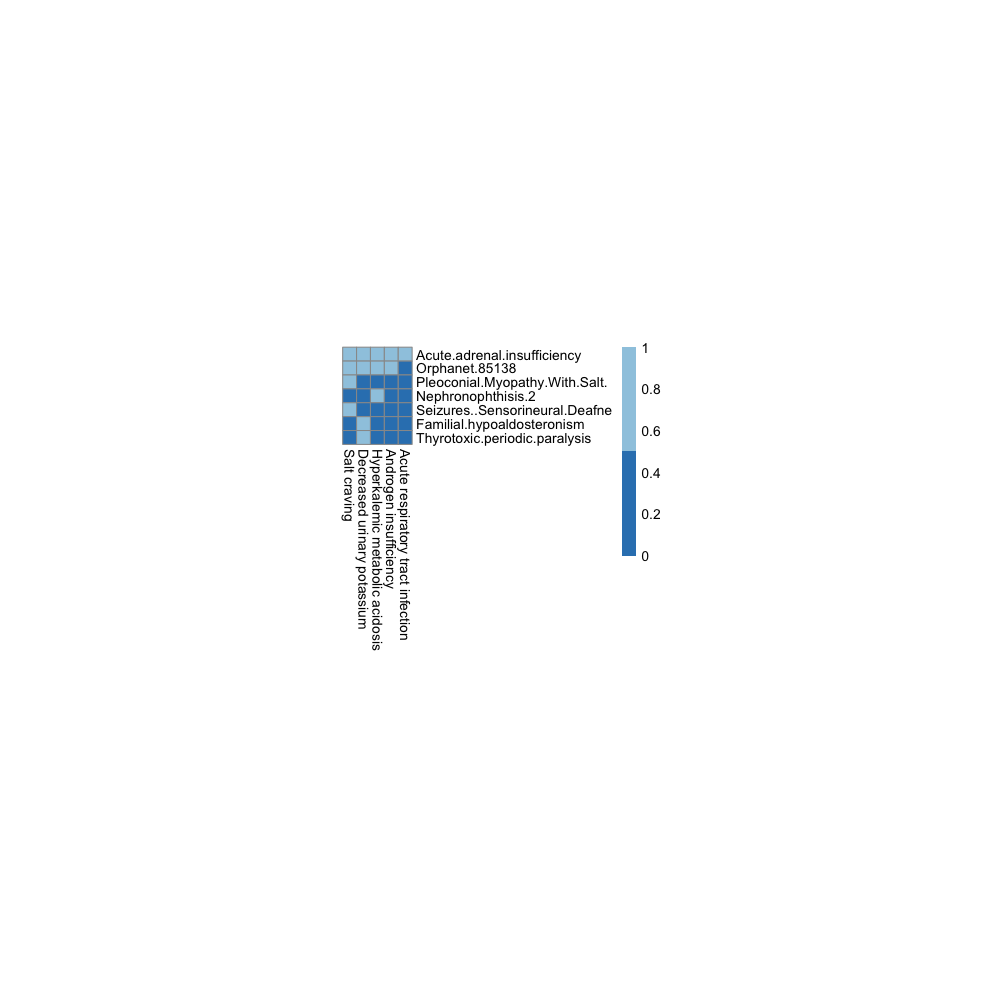 Acute.adrenal.insufficiency
Orphanet.85138
Pleoconial.Myopathy.With.Salt.
Nephronophthisis.2
Seizures..Sensorineural.Deafne
Familial.hypoaldosteronism
Thyrotoxic.periodic.paralysis
Salt craving
Decreased urinary potassium
Hyperkalemic metabolic acidosis
Androgen insufficiency
Acute respiratory tract infection
1
0.8
0.6
0.4
0.2
0